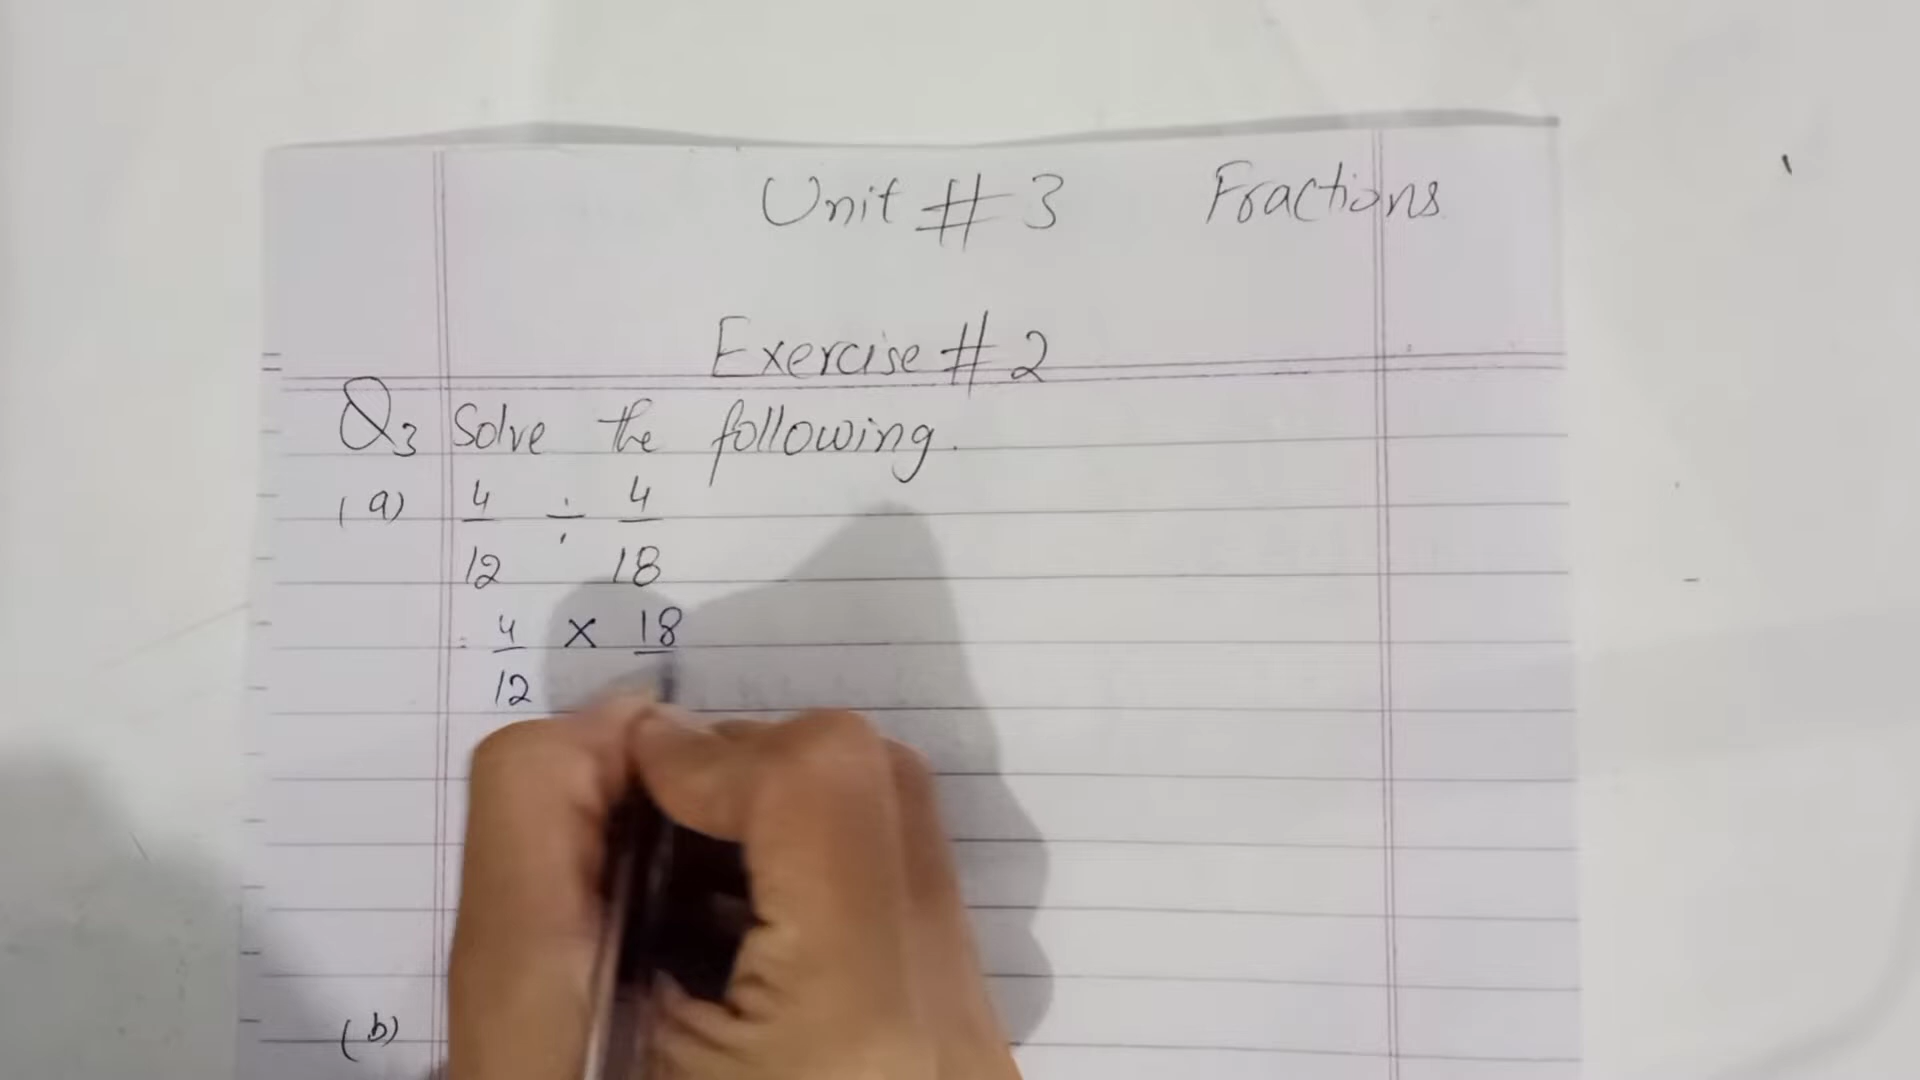 Unit # 3 Fractions
Exercise # 2
Q3 Solve the following.
(a) 4/12 ÷ 4/18
= 4/12 × 18/
(b)